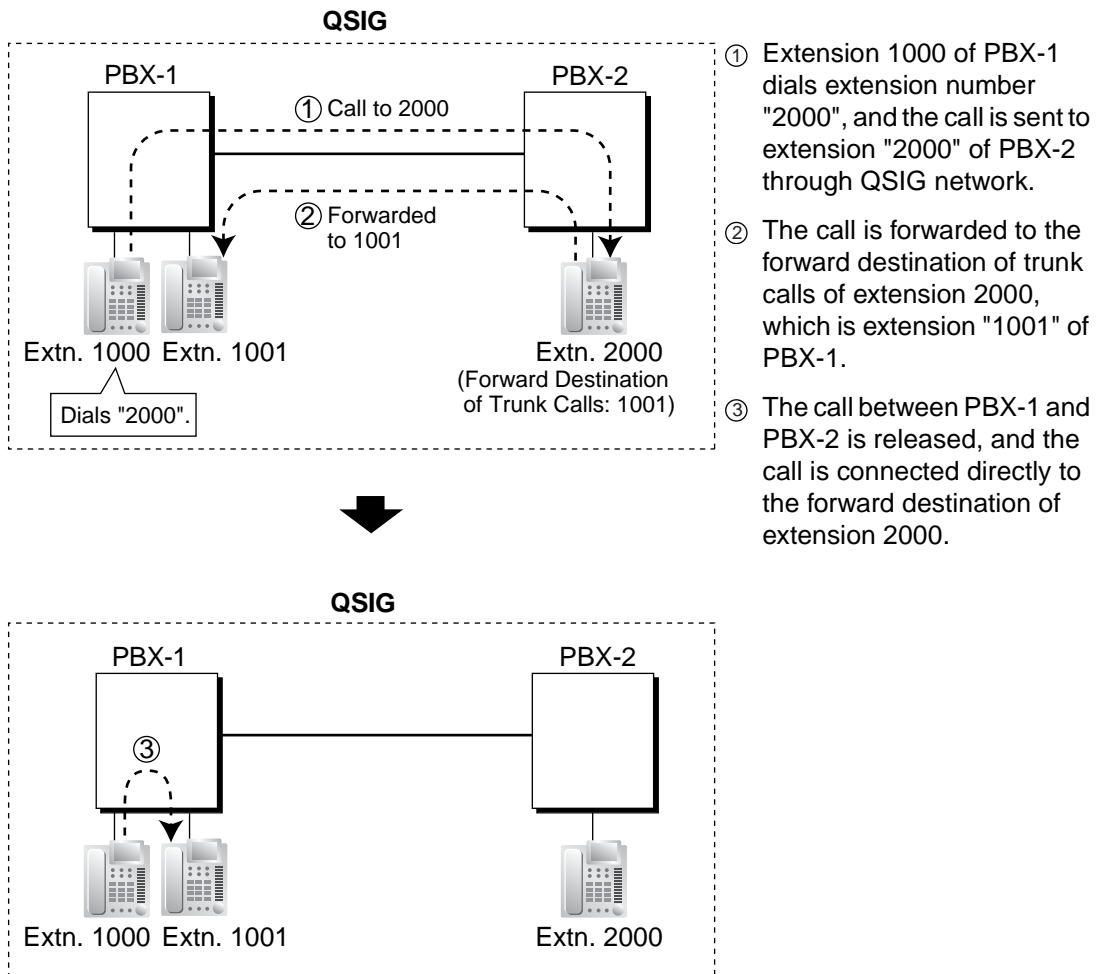 QSIG
PBX-1
PBX-2
① Call to 2000
② Forwarded
to 1001
Extn. 1000 Extn. 1001
Extn. 2000
(Forward Destination
of Trunk Calls: 1001)
Dials "2000".
① Extension 1000 of PBX-1
dials extension number
"2000", and the call is sent to
extension "2000" of PBX-2
through QSIG network.
② The call is forwarded to the
forward destination of trunk
calls of extension 2000,
which is extension "1001" of
PBX-1.
③ The call between PBX-1 and
PBX-2 is released, and the
call is connected directly to
the forward destination of
extension 2000.
QSIG
PBX-1
PBX-2
③
Extn. 1000 Extn. 1001
Extn. 2000